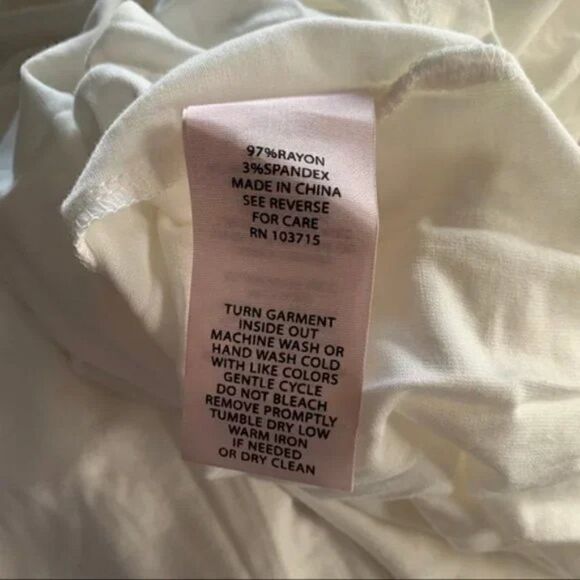 97%RAYON
3%SPANDEX
MADE IN CHINA
SEE REVERSE
FOR CARE
RN 103715
TURN GARMENT
INSIDE OUT
MACHINE WASH OR
HAND WASH COLD
WITH LIKE COLORS
GENTLE CYCLE
DO NOT BLEACH
REMOVE PROMPTLY
TUMBLE DRY LOW
WARM IRON
IF NEEDED
OR DRY CLEAN